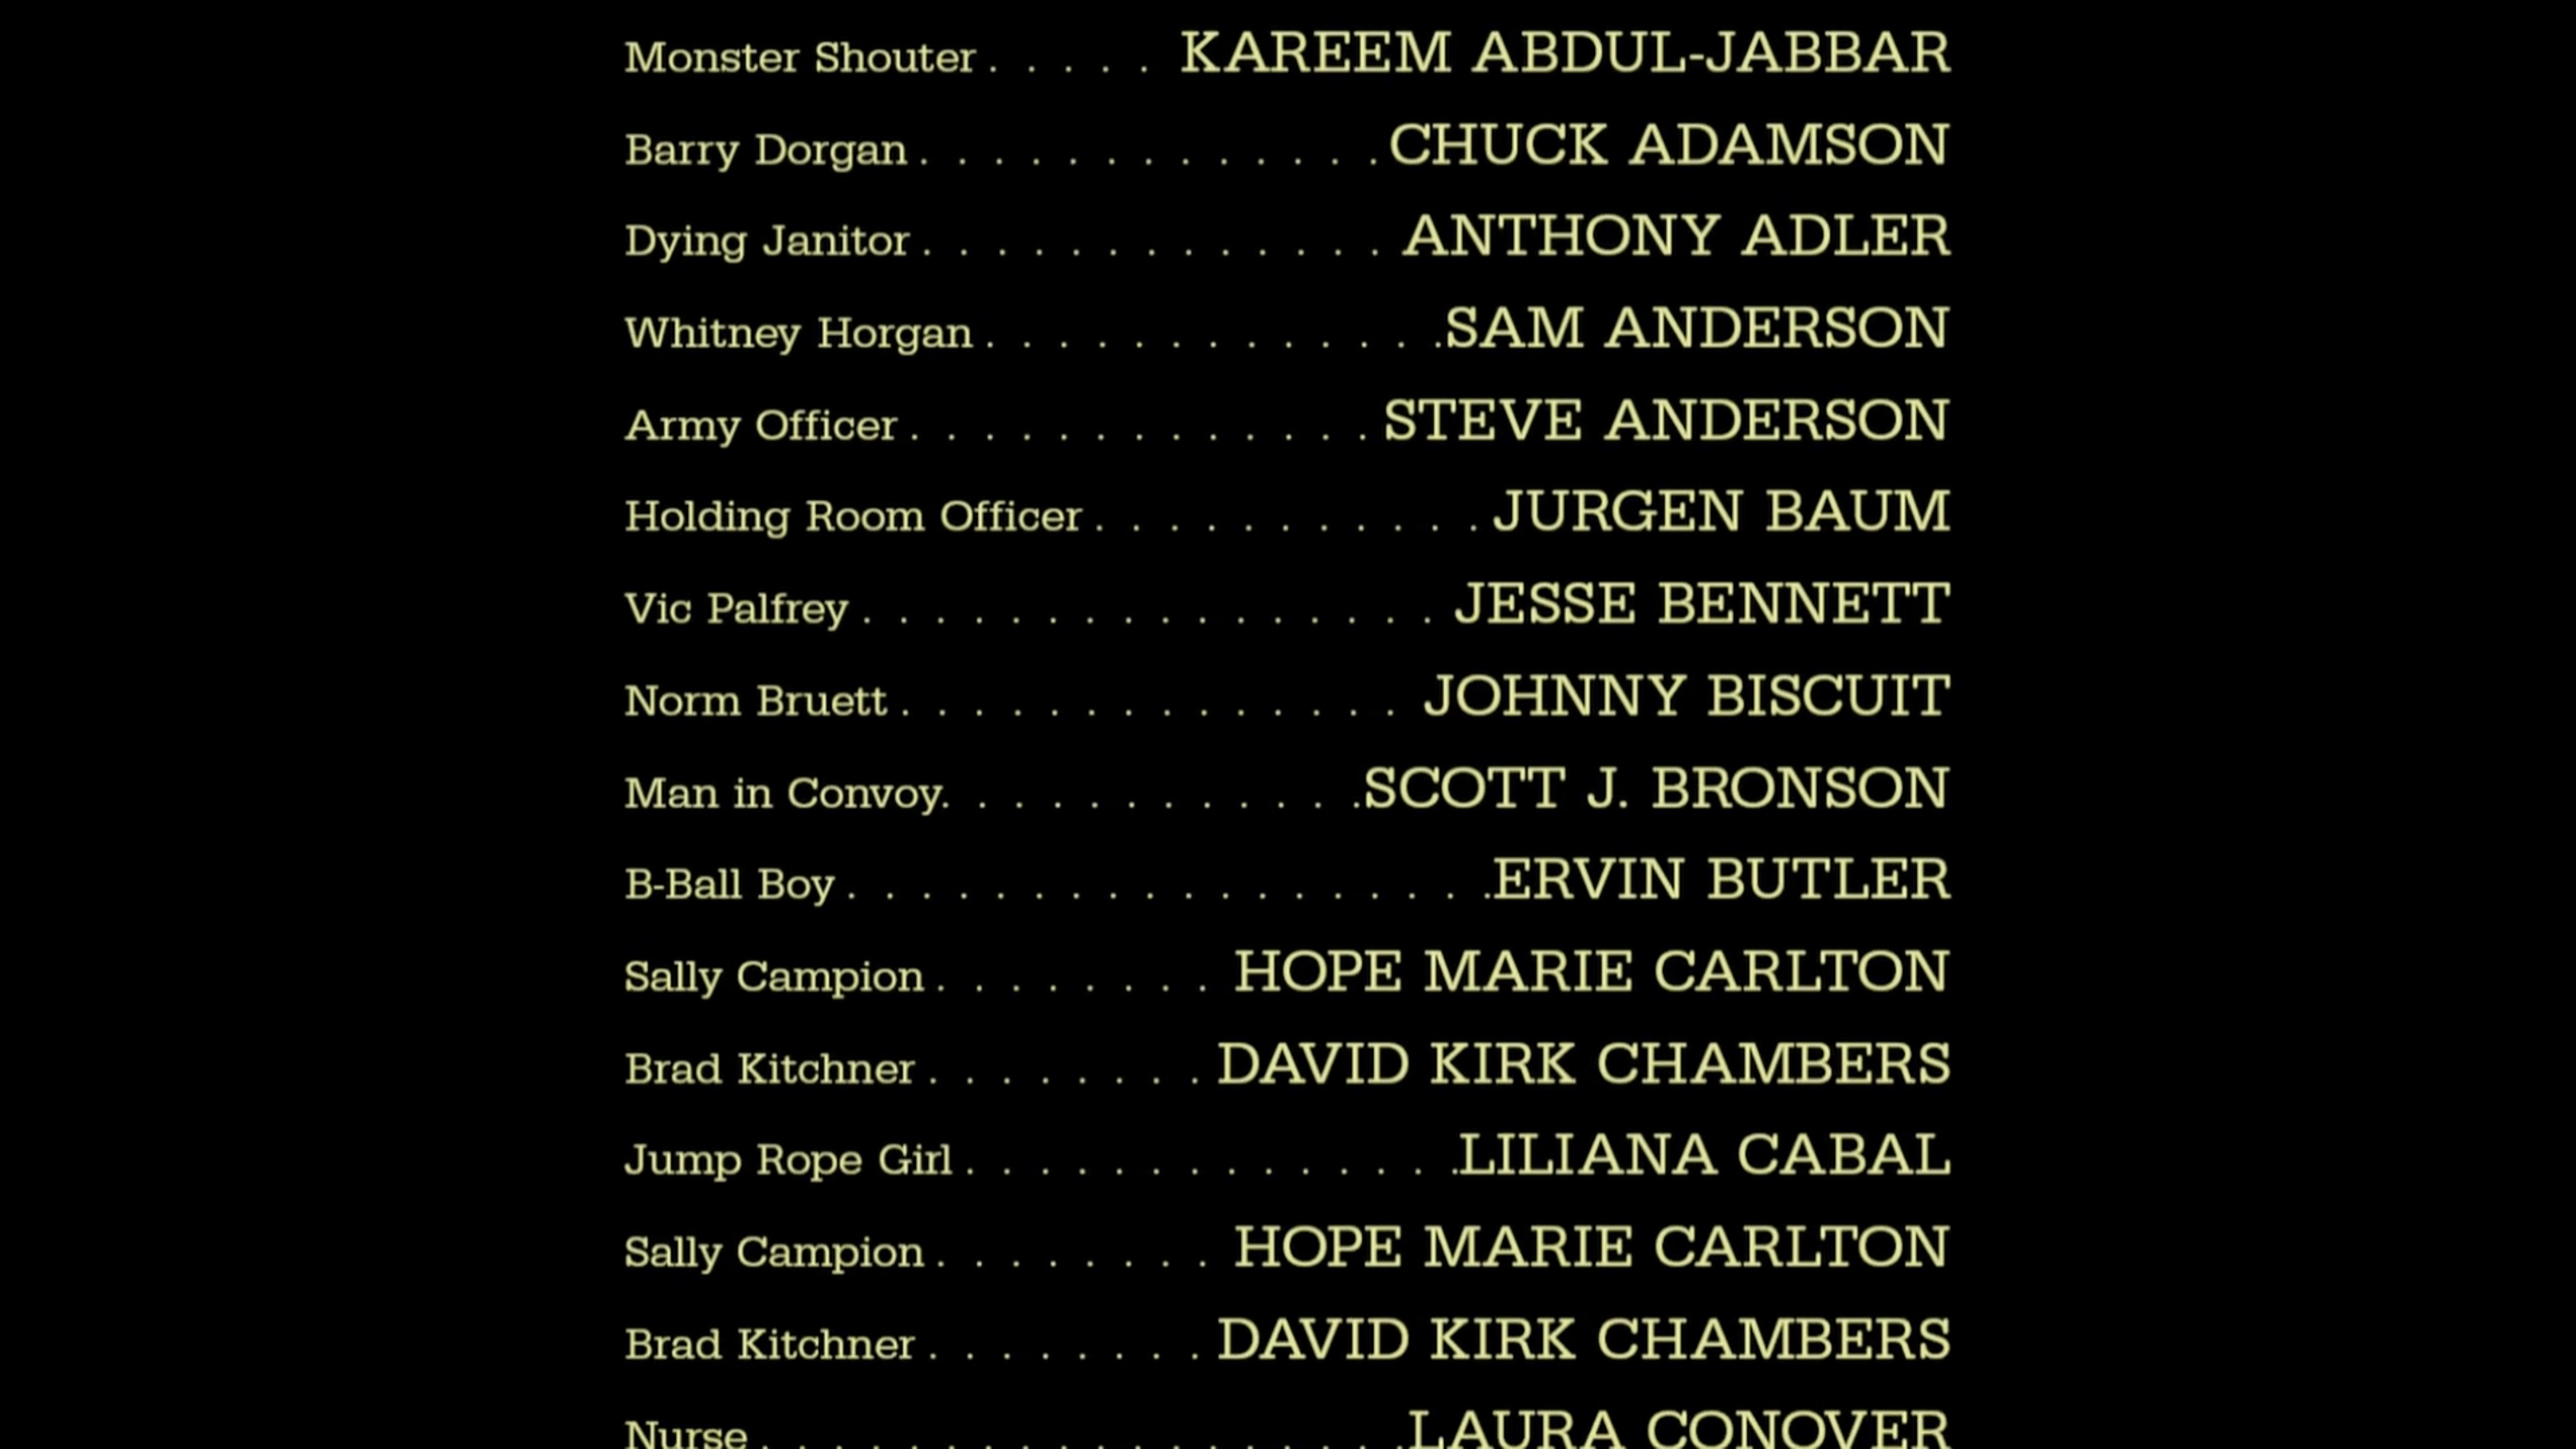 Monster Shouter . . . . . KAREEM ABDUL-JABBAR
Barry Dorgan . . . . . . . . . . . . . CHUCK ADAMSON
Dying Janitor . . . . . . . . . . . . . ANTHONY ADLER
Whitney Horgan . . . . . . . . . . . . . SAM ANDERSON
Army Officer . . . . . . . . . . . . . STEVE ANDERSON
Holding Room Officer . . . . . . . . . . . JURGEN BAUM
Vic Palfrey . . . . . . . . . . . . . . . . JESSE BENNETT
Norm Bruett . . . . . . . . . . . . . . JOHNNY BISCUIT
Man in Convoy. . . . . . . . . . . . SCOTT J. BRONSON
B-Ball Boy . . . . . . . . . . . . . . . . . . ERVIN BUTLER
Sally Campion . . . . . . . . HOPE MARIE CARLTON
Brad Kitchner . . . . . . . . DAVID KIRK CHAMBERS
Jump Rope Girl . . . . . . . . . . . . . . LILIANA CABAL
Sally Campion . . . . . . . . HOPE MARIE CARLTON
Brad Kitchner . . . . . . . . DAVID KIRK CHAMBERS
Nurse . . . . . . . . . . . . . . . . . . LAURA CONOVER